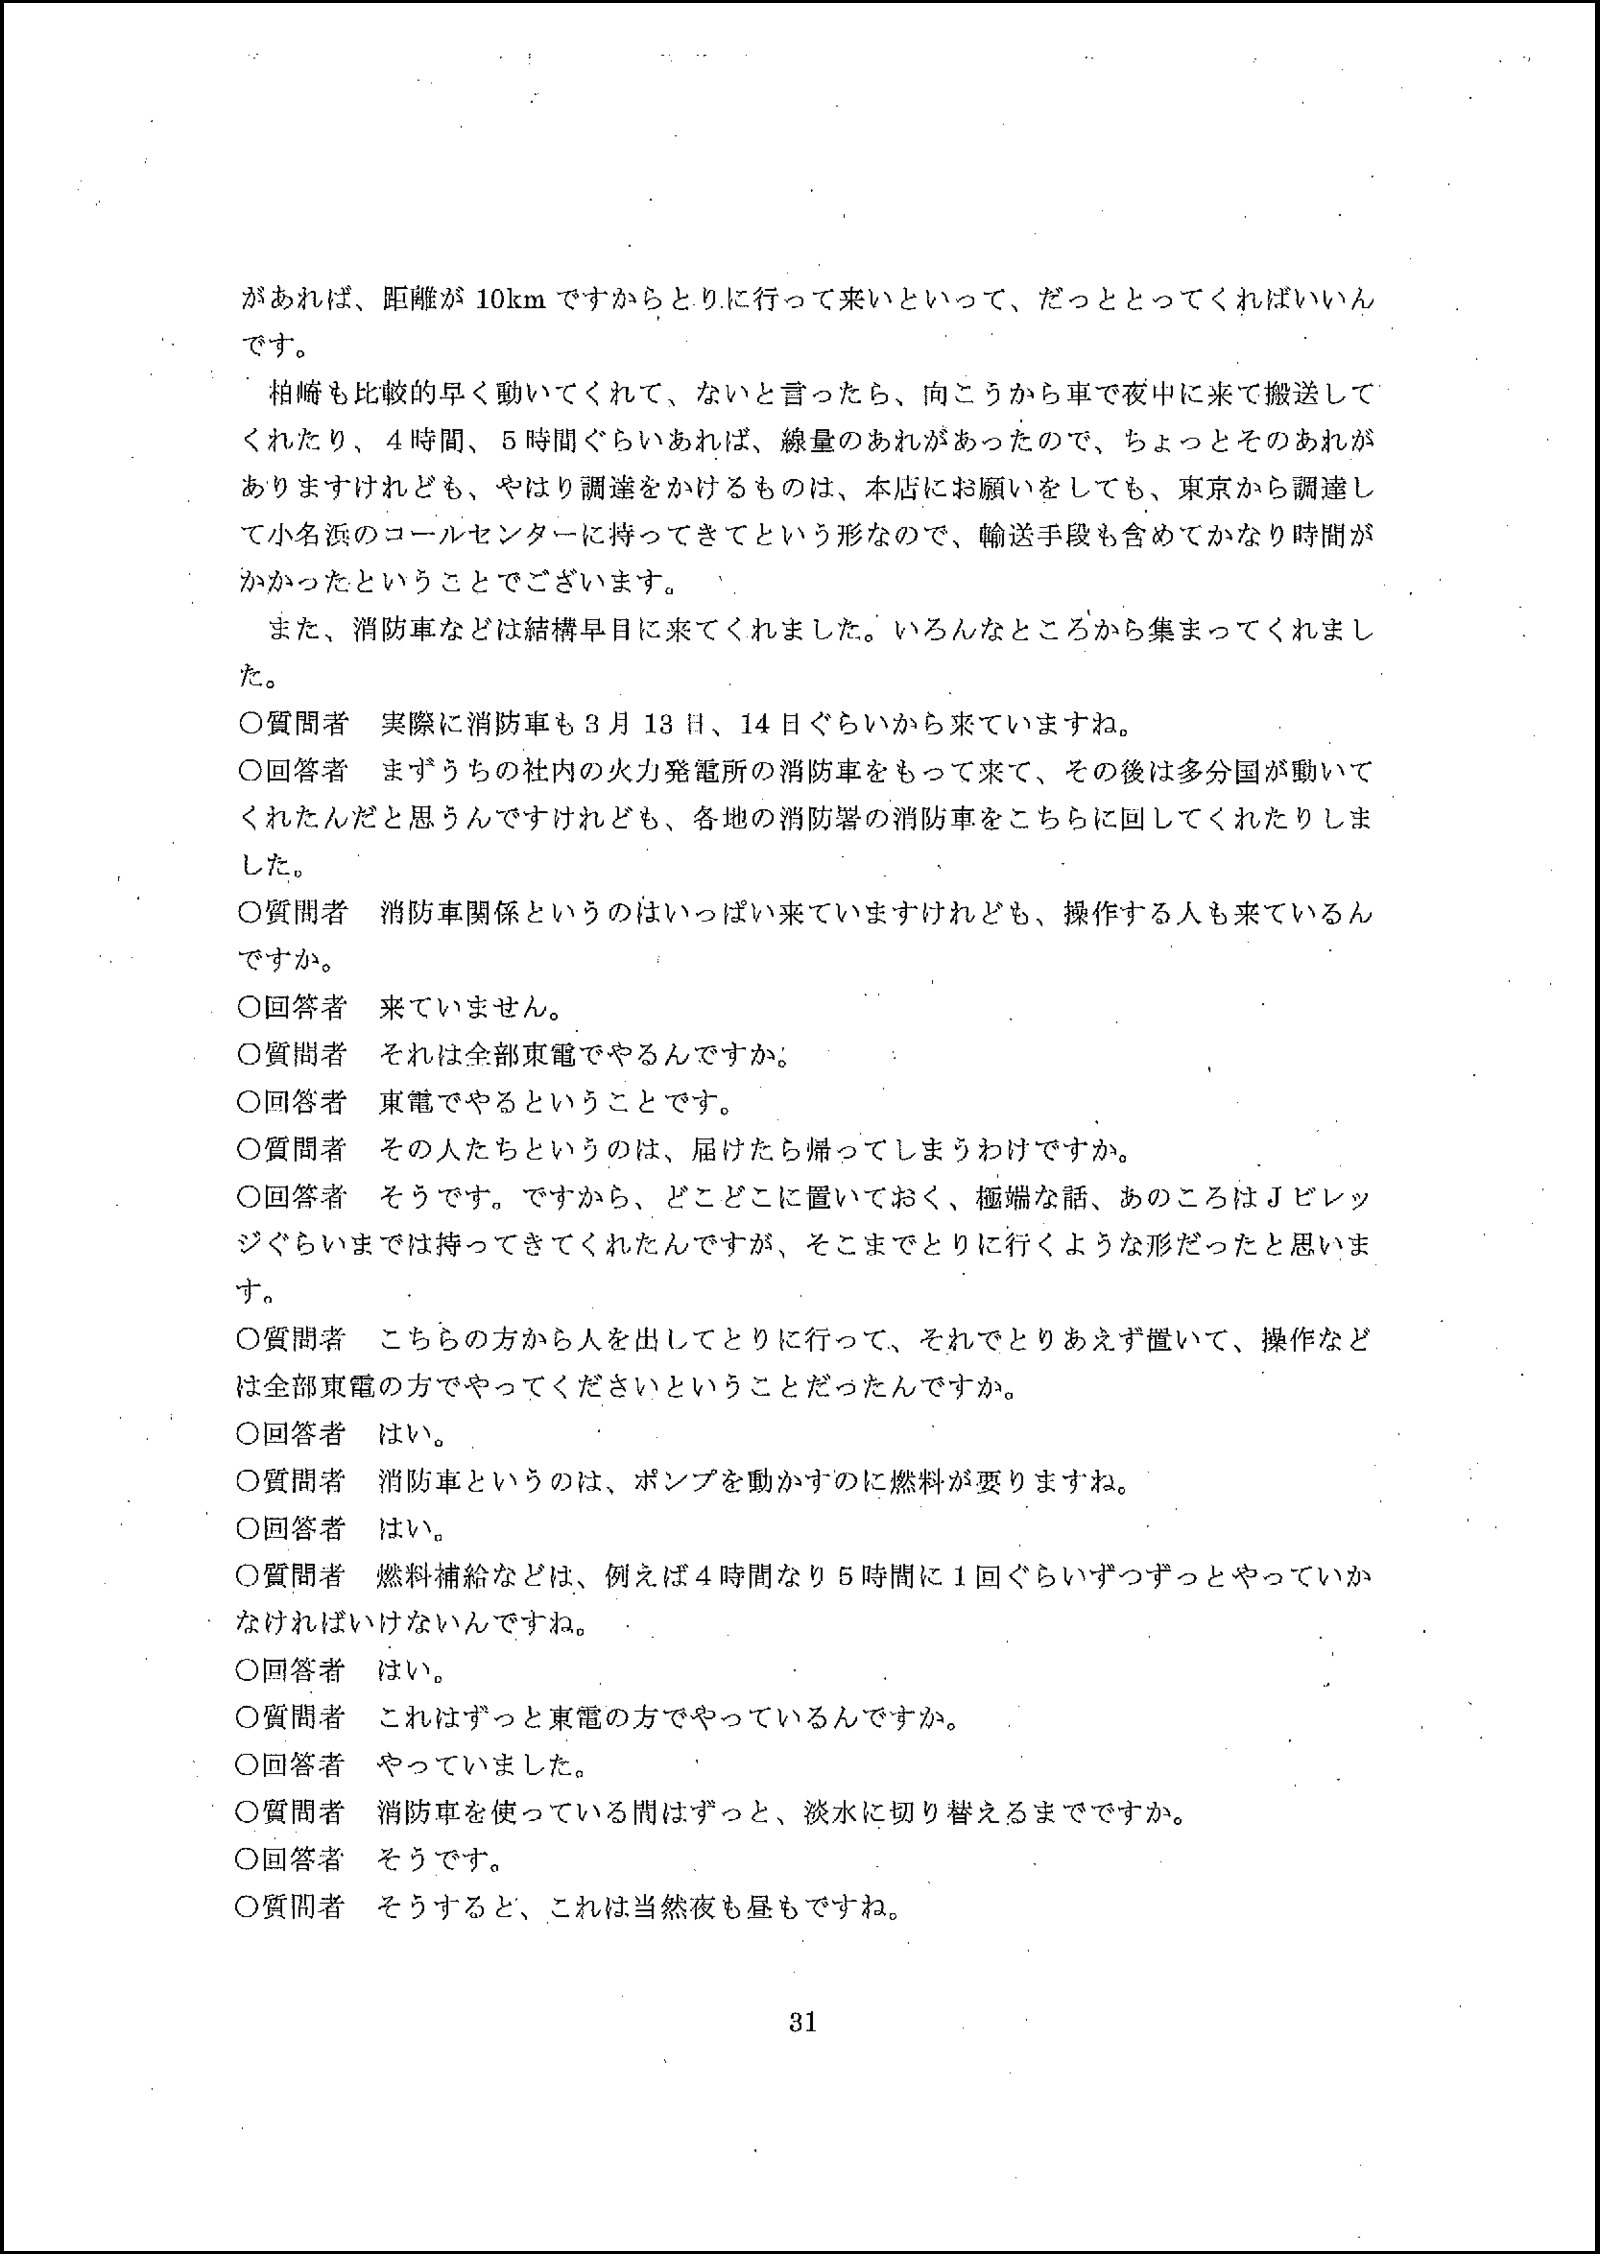 があれば、距離が 10km ですからとりに行って来いといって、だっととってくればいいん
です。
　柏崎も比較的早く動いてくれて、ないと言ったら、向こうから車で夜中に来て搬送して
くれたり、４時間、５時間ぐらいあれば、線量のあれがあったので、ちょっとそのあれが
ありますけれども、やはり調達をかけるものは、本店にお願いをしても、東京から調達し
て小名浜のコールセンターに持ってきてという形なので、輸送手段も含めてかなり時間が
かかったということでございます。
　また、消防車などは結構早目に来てくれました。いろんなところから集まってくれまし
た。
○質問者　実際に消防車も３月 13 日、14 日ぐらいから来ていますね。
○回答者　まずうちの社内の火力発電所の消防車をもって来て、その後は多分国が動いて
くれたんだと思うんですけれども、各地の消防署の消防車をこちらに回してくれたりしま
した。
○質問者　消防車関係というのはいっぱい来ていますけれども、操作する人も来ているん
ですか。
○回答者　来ていません。
○質問者　それは全部東電でやるんですか。
○回答者　東電でやるということです。
○質問者　その人たちというのは、届けたら帰ってしまうわけですか。
○回答者　そうです。ですから、どこどこに置いておく、極端な話、あのころはＪビレッ
ジぐらいまでは持ってきてくれたんですが、そこまでとりに行くような形だったと思いま
す。
○質問者　こちらの方から人を出してとりに行って、それでとりあえず置いて、操作など
は全部東電の方でやってくださいということだったんですか。
○回答者　はい。
○質問者　消防車というのは、ポンプを動かすのに燃料が要りますね。
○回答者　はい。
○質問者　燃料補給などは、例えば４時間なり５時間に１回ぐらいずつずっとやっていか
なければいけないんですね。
○回答者　はい。
○質問者　これはずっと東電の方でやっているんですか。
○回答者　やっていました。
○質問者　消防車を使っている間はずっと、淡水に切り替えるまでですか。
○回答者　そうです。
○質問者　そうすると、これは当然夜も昼もですね。
31